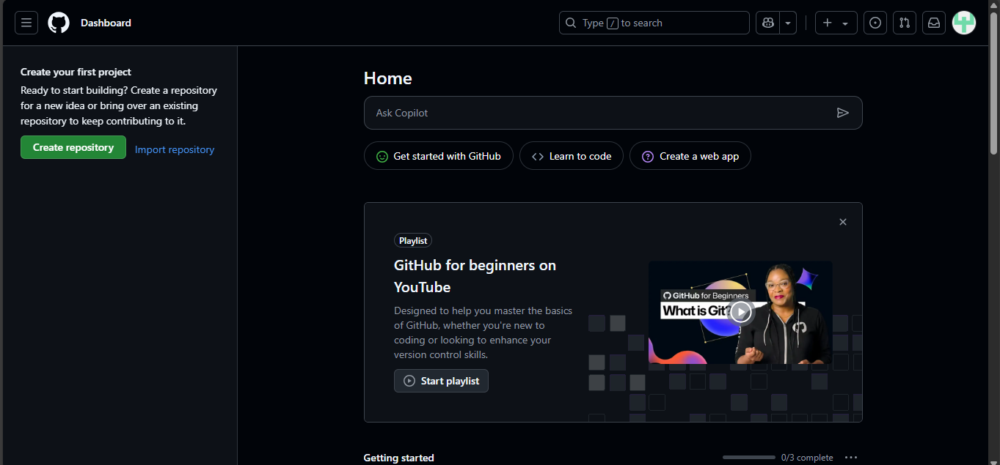 Dashboard
Type / to search
Create your first project
Ready to start building? Create a repository
for a new idea or bring over an existing
repository to keep contributing to it.
Create repository
Import repository
Home
Ask Copilot
Get started with GitHub
Learn to code
Create a web app
Playlist
GitHub for beginners on
YouTube
Designed to help you master the basics
of GitHub, whether you're new to
coding or looking to enhance your
version control skills.
Start playlist
GitHub for Beginners
What is Git?
Getting started
0/3 complete